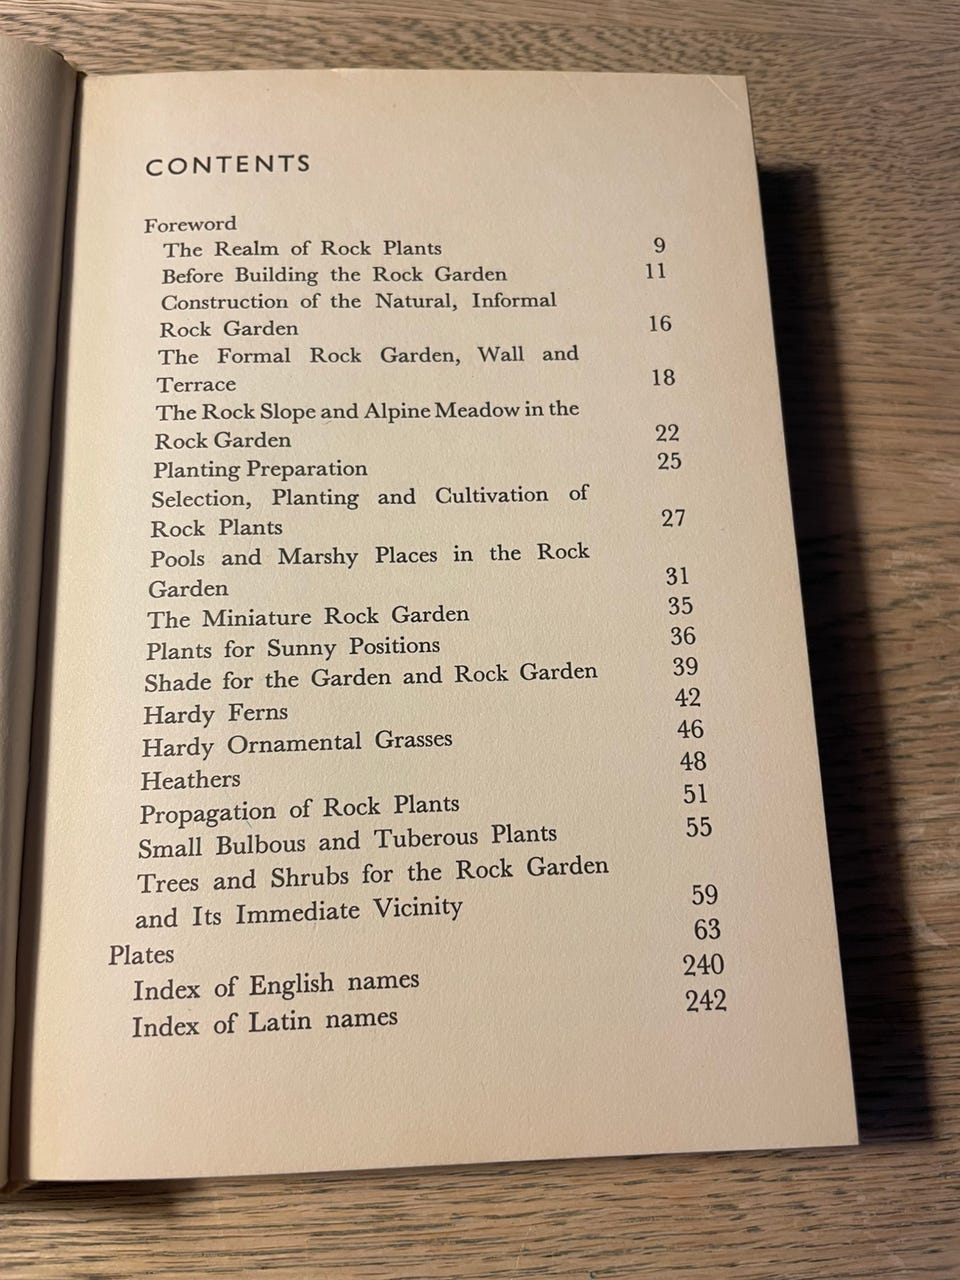 CONTENTS
Foreword
The Realm of Rock Plants 9
Before Building the Rock Garden 11
Construction of the Natural, Informal
Rock Garden 16
The Formal Rock Garden, Wall and
Terrace 18
The Rock Slope and Alpine Meadow in the
Rock Garden 22
Planting Preparation 25
Selection, Planting and Cultivation of
Rock Plants 27
Pools and Marshy Places in the Rock
Garden 31
The Miniature Rock Garden 35
Plants for Sunny Positions 36
Shade for the Garden and Rock Garden 39
Hardy Ferns 42
Hardy Ornamental Grasses 46
Heathers 48
Propagation of Rock Plants 51
Small Bulbous and Tuberous Plants 55
Trees and Shrubs for the Rock Garden
and Its Immediate Vicinity 59
Plates 63
Index of English names 240
Index of Latin names 242